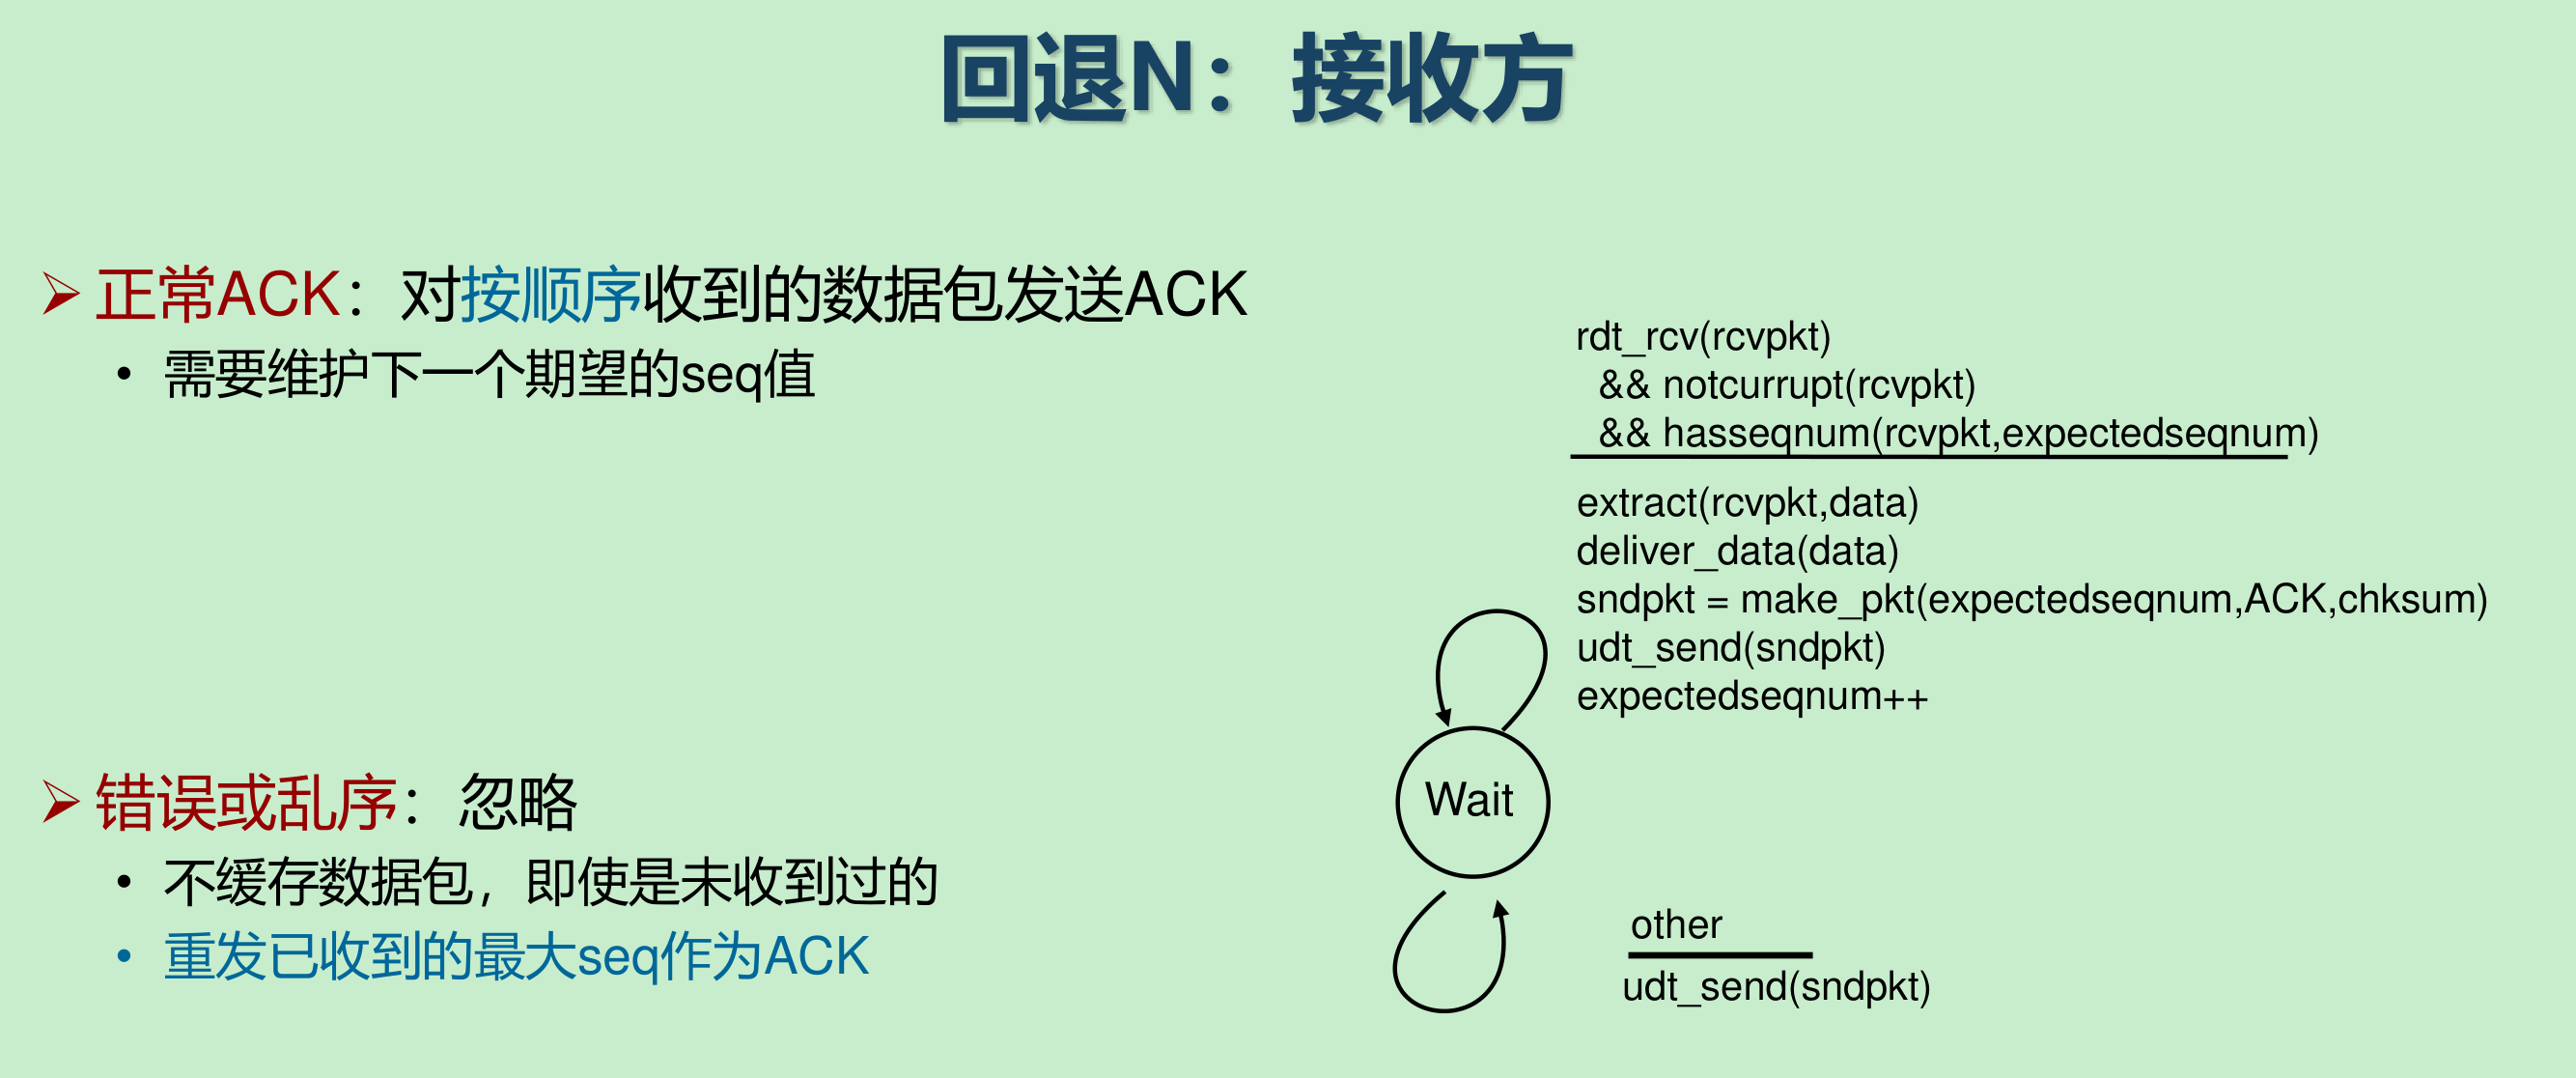 回退N：接收方
正常ACK：对按顺序收到的数据包发送ACK
• 需要维护下一个期望的seq值
错误或乱序：忽略
• 不缓存数据包，即使是未收到过的
• 重发已收到的最大seq作为ACK
rdt_rcv(rcvpkt)
&& notcurrupt(rcvpkt)
&& hasseqnum(rcvpkt,expectedseqnum)
extract(rcvpkt,data)
deliver_data(data)
sndpkt = make_pkt(expectedseqnum,ACK,chksum)
udt_send(sndpkt)
expectedseqnum++
Wait
other
udt_send(sndpkt)